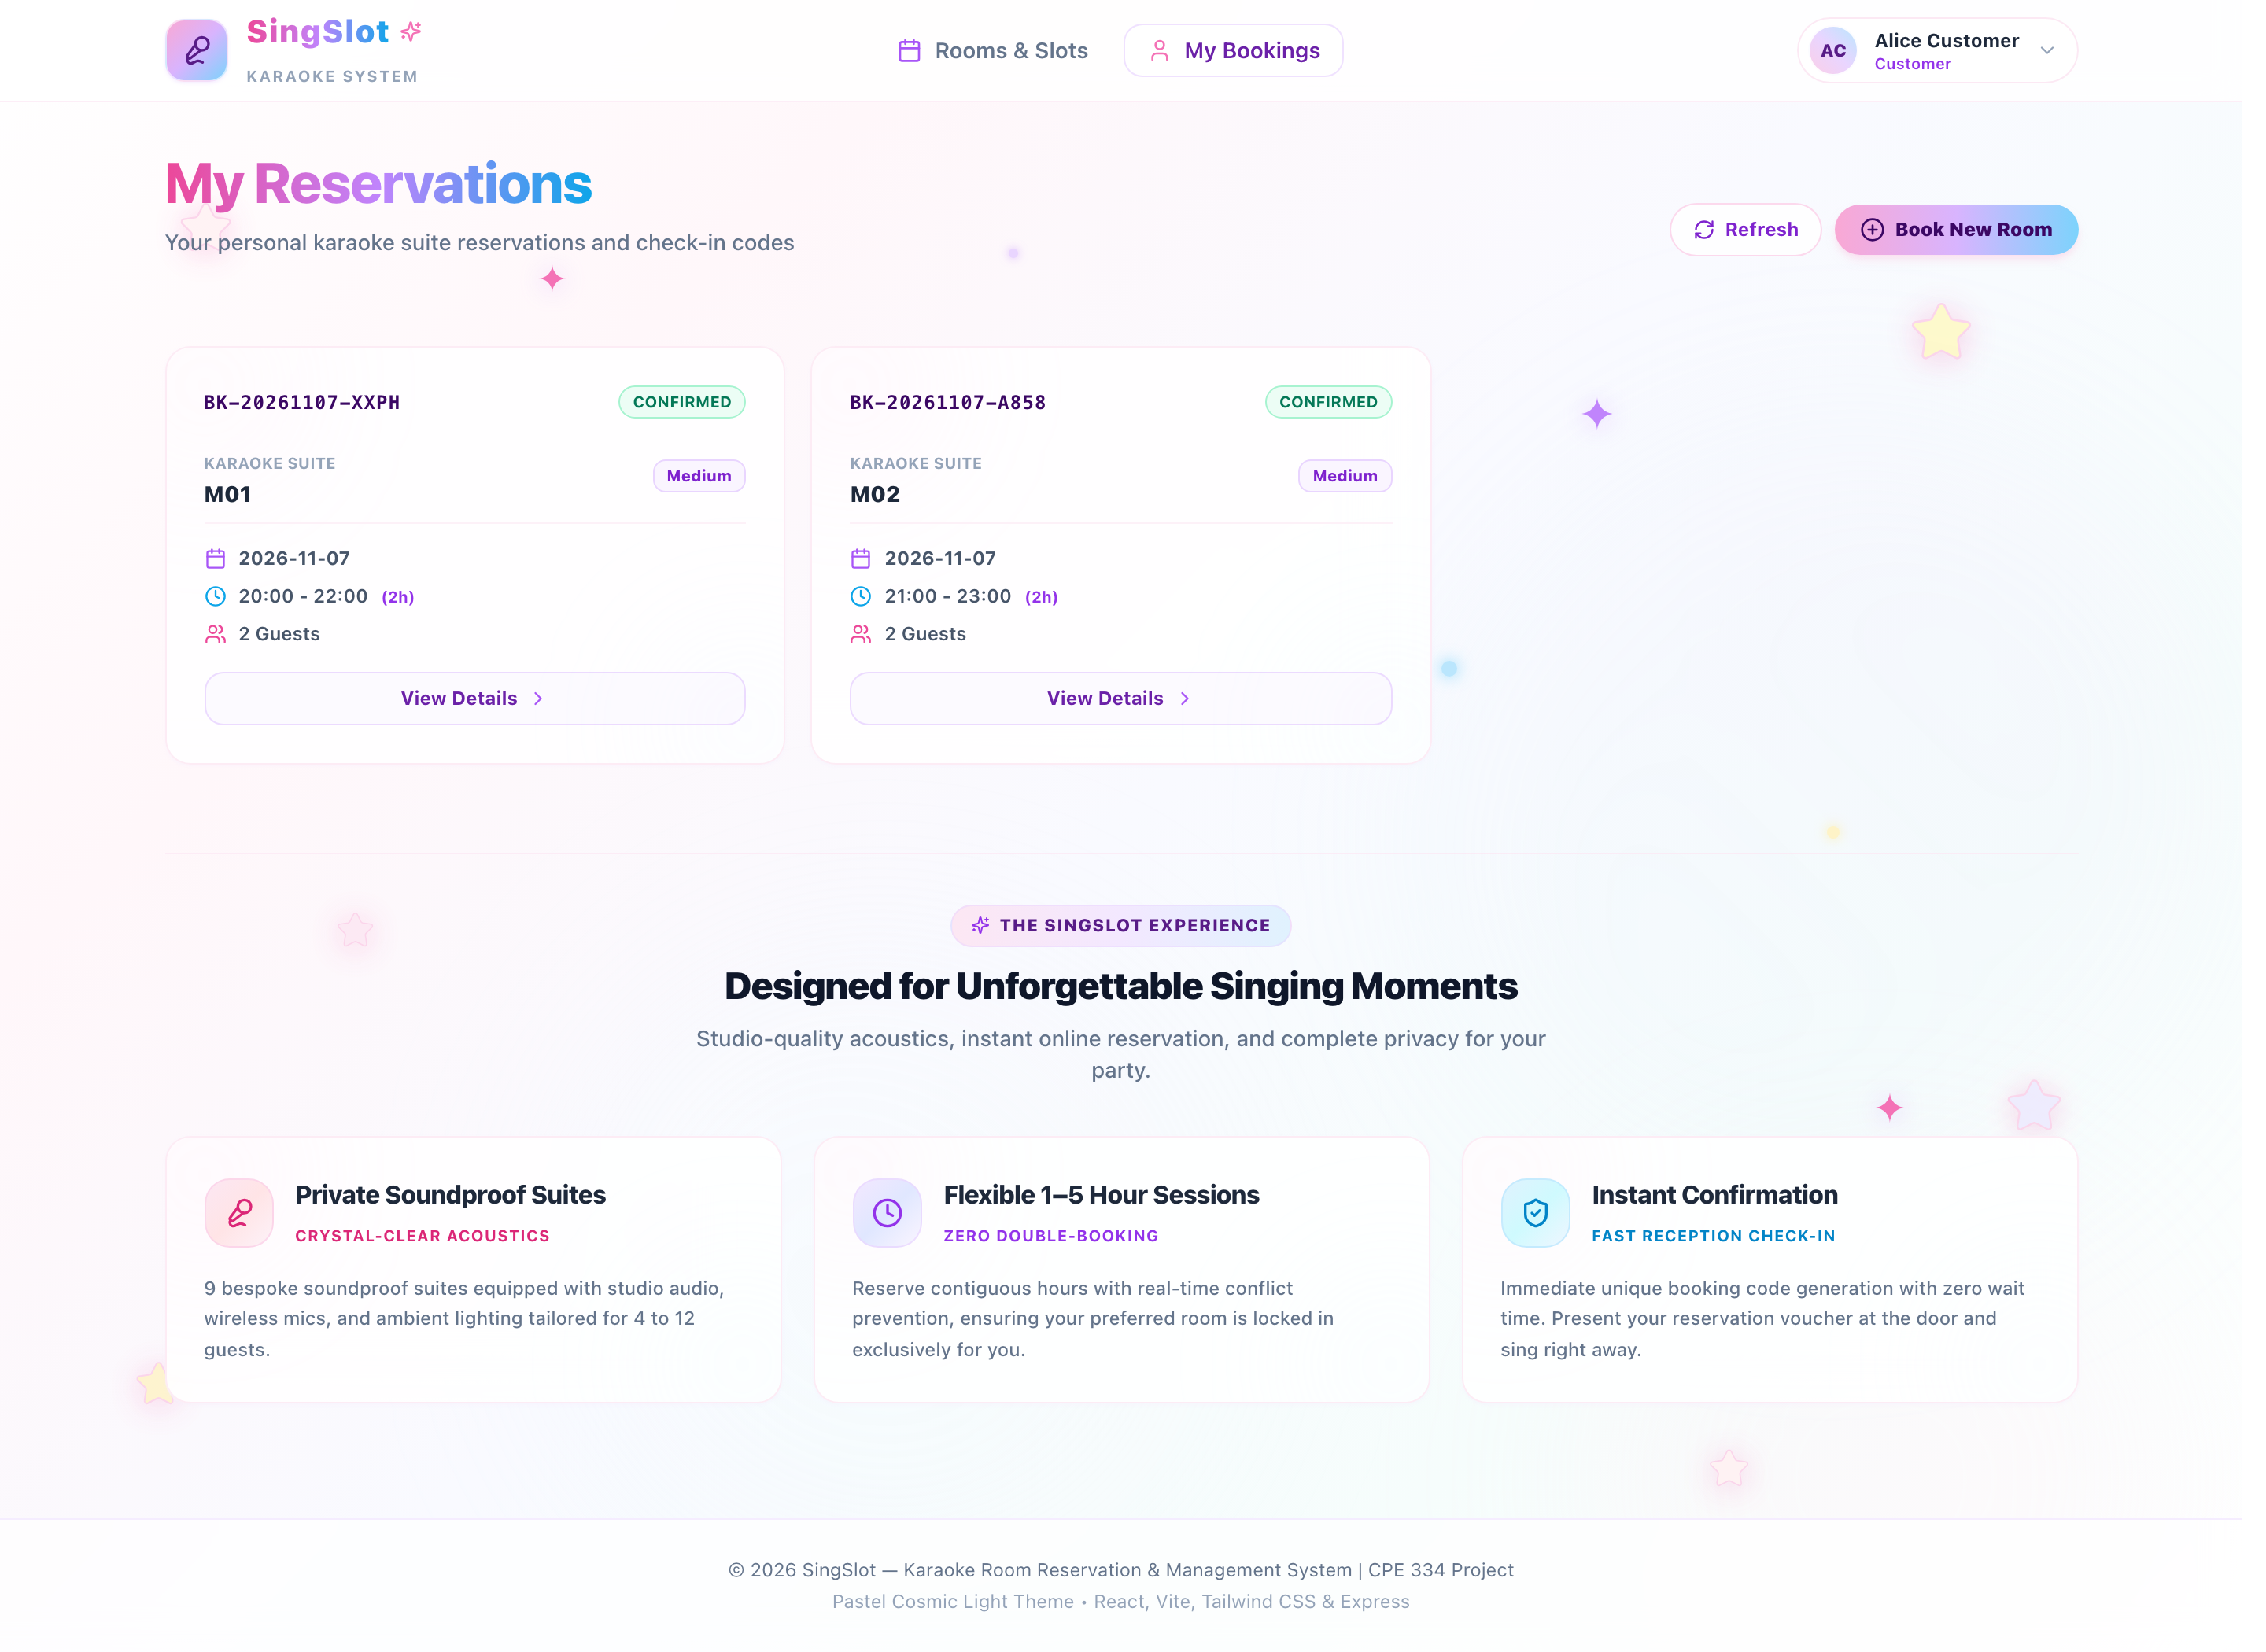 SingSlot
KARAOKE SYSTEM
Rooms & Slots
My Bookings
AC
Alice Customer
Customer
My Reservations
Your personal karaoke suite reservations and check-in codes
Refresh
Book New Room
BK-20261107-XXPH
CONFIRMED
KARAOKE SUITE
M01
Medium
2026-11-07
20:00 - 22:00 (2h)
2 Guests
View Details
BK-20261107-A858
CONFIRMED
KARAOKE SUITE
M02
Medium
2026-11-07
21:00 - 23:00 (2h)
2 Guests
View Details
THE SINGSLOT EXPERIENCE
Designed for Unforgettable Singing Moments
Studio-quality acoustics, instant online reservation, and complete privacy for your
party.
Private Soundproof Suites
CRYSTAL-CLEAR ACOUSTICS
9 bespoke soundproof suites equipped with studio audio,
wireless mics, and ambient lighting tailored for 4 to 12
guests.
Flexible 1–5 Hour Sessions
ZERO DOUBLE-BOOKING
Reserve contiguous hours with real-time conflict
prevention, ensuring your preferred room is locked in
exclusively for you.
Instant Confirmation
FAST RECEPTION CHECK-IN
Immediate unique booking code generation with zero wait
time. Present your reservation voucher at the door and
sing right away.
© 2026 SingSlot — Karaoke Room Reservation & Management System | CPE 334 Project
Pastel Cosmic Light Theme • React, Vite, Tailwind CSS & Express